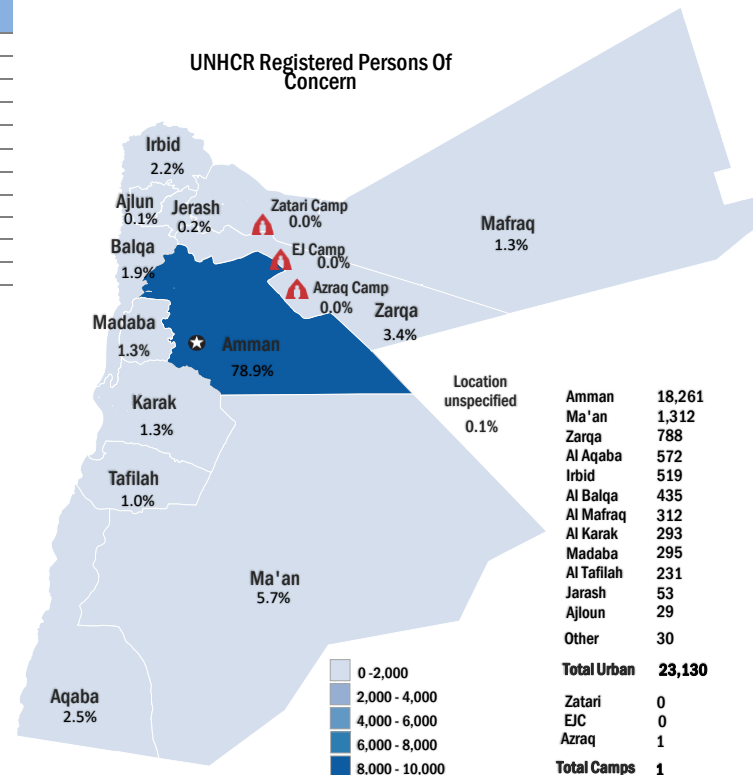 UNHCR Registered Persons Of
Concern
Irbid
2.2%
Ajlun
0.1%
Jerash
0.2%
Zatari Camp
0.0%
Mafraq
1.3%
Balqa
1.9%
EJ Camp
0.0%
Azraq Camp
0.0%
Zarqa
3.4%
Madaba
1.3%
Amman
78.9%
Location
unspecified
0.1%
Karak
1.3%
Tafilah
1.0%
Ma'an
5.7%
Aqaba
2.5%
0 -2,000
2,000 - 4,000
4,000 - 6,000
6,000 - 8,000
8,000 - 10,000
Amman 18,261
Ma'an 1,312
Zarqa 788
Al Aqaba 572
Irbid 519
Al Balqa 435
Al Mafraq 312
Al Karak 293
Madaba 295
Al Tafilah 231
Jarash 53
Ajloun 29
Other 30
Total Urban 23,130
Zatari 0
EJC 0
Azraq 1
Total Camps 1